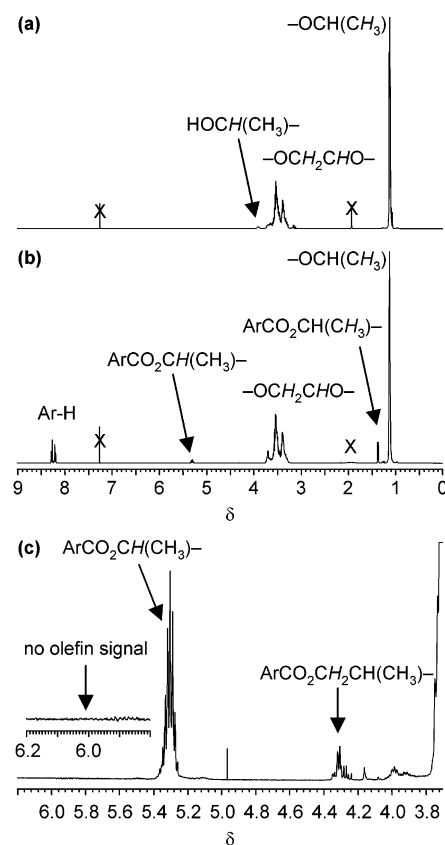 (a)
–OCH(CH3)
HOCH(CH3)–
–OCH2CHO–
X
X
(b)
–OCH(CH3)
ArCO2CH(CH3)–
ArCO2CH(CH3)–
–OCH2CHO–
Ar-H
X
X
9 8 7 6 5 4 3 2 1 0
δ
(c)
ArCO2CH(CH3)–
no olefin signal
ArCO2CH2CH(CH3)–
6.2 6.0
6.0 5.8 5.6 5.4 5.2 5.0 4.8 4.6 4.4 4.2 4.0 3.8
δ